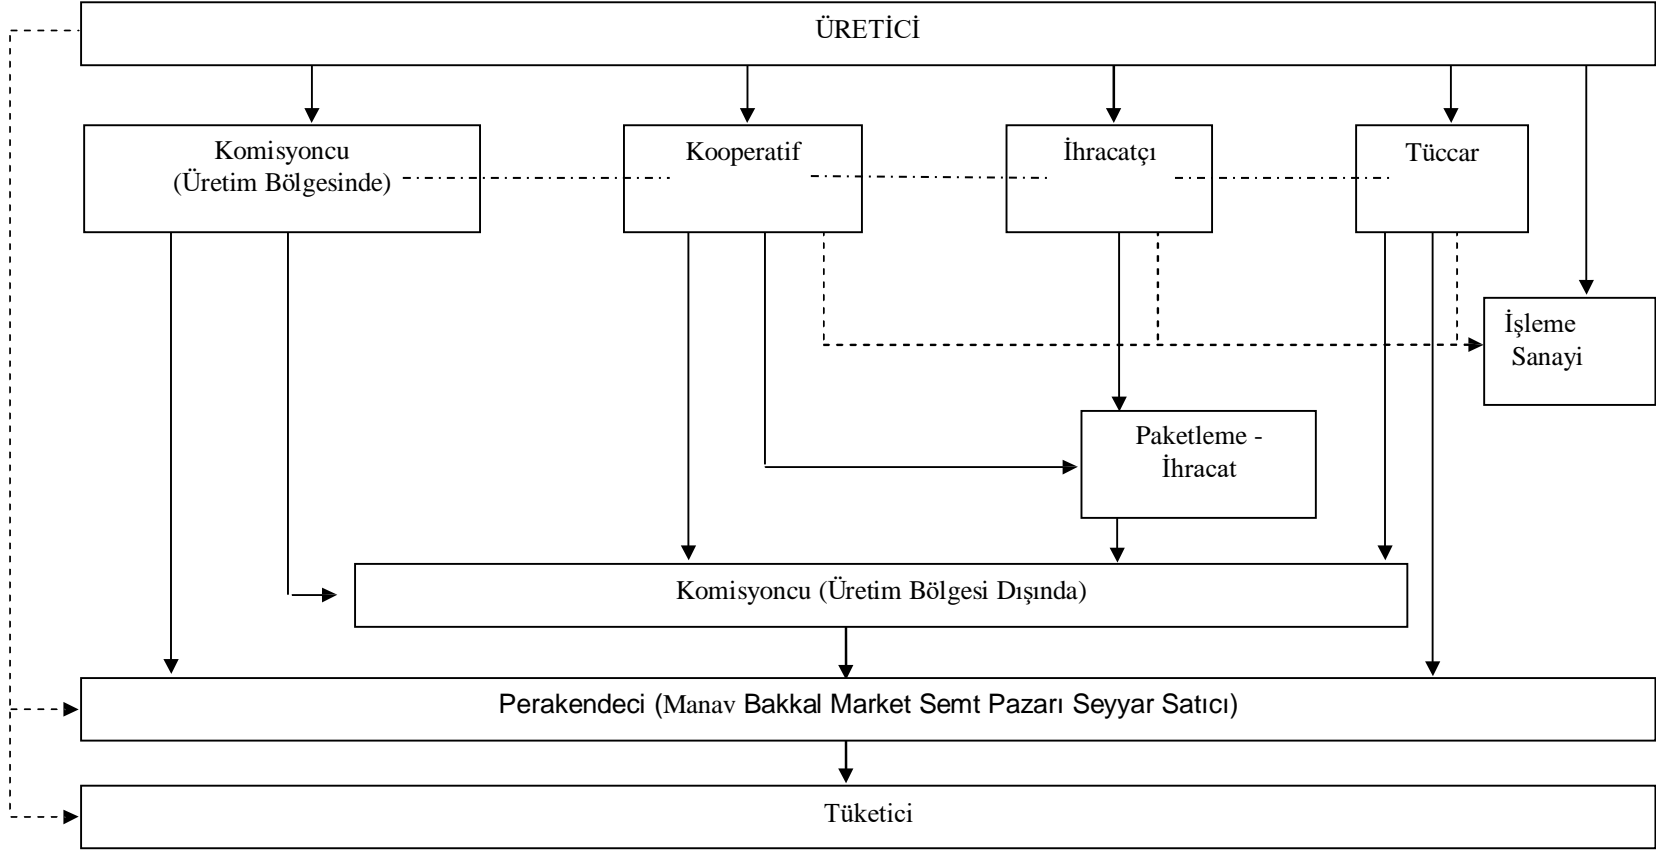 ÜRETİCİ
Komisyoncu
(Üretim Bölgesinde)
Kooperatif
İhracatçı
Tüccar
İşleme
Sanayi
Paketleme -
İhracat
Komisyoncu (Üretim Bölgesi Dışında)
Perakendeci (Manav Bakkal Market Semt Pazarı Seyyar Satıcı)
Tüketici